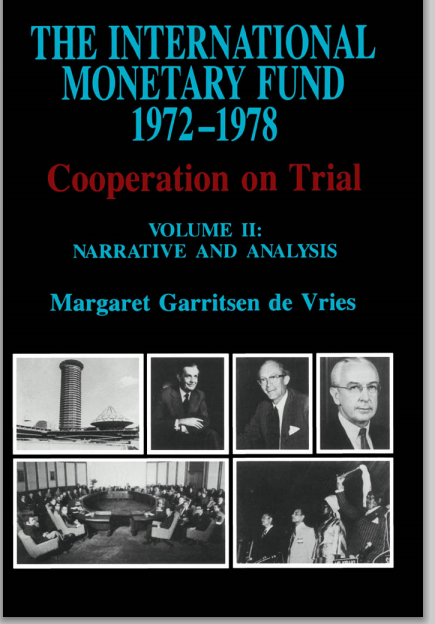 THE INTERNATIONAL
MONETARY FUND
1972–1978
Cooperation on Trial
VOLUME II:
NARRATIVE AND ANALYSIS
Margaret Garritsen de Vries